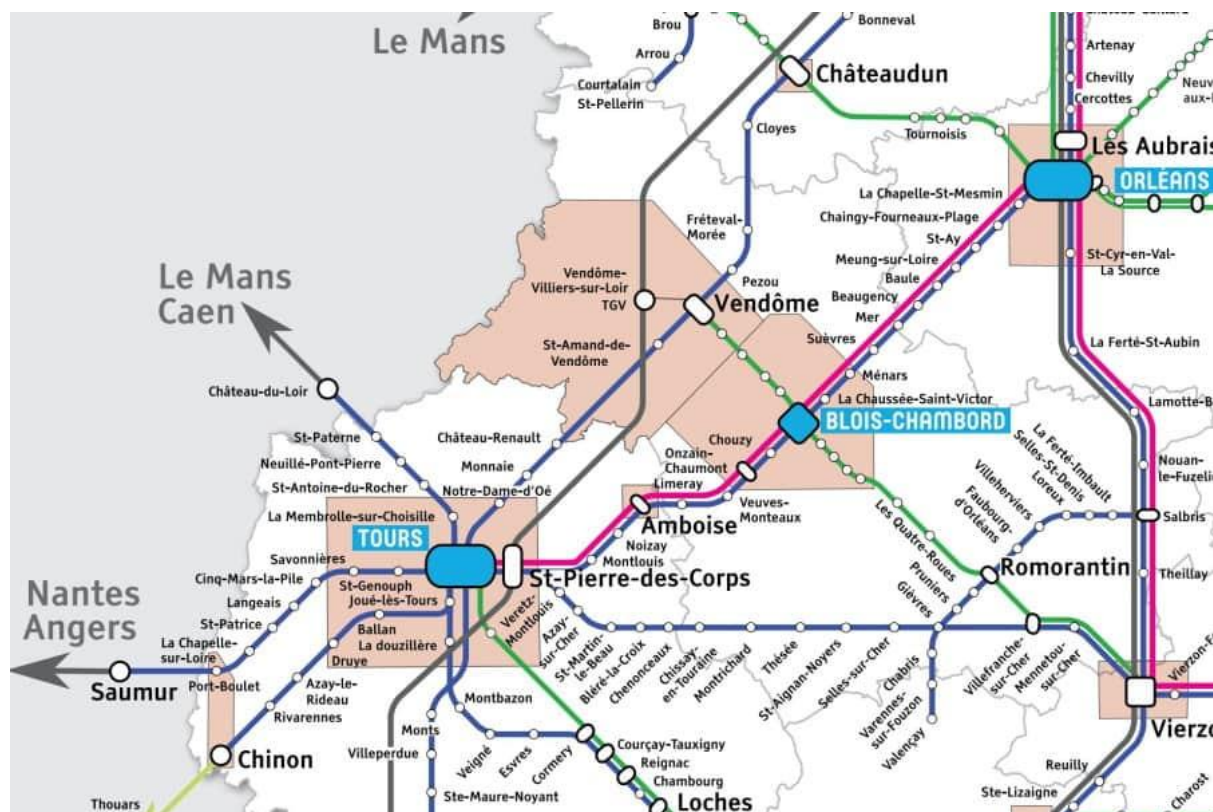 Le Mans
Brou
Arrou
Courtalain
St-Pellerin
Bonneval
Châteaudun
Cloyes
Tournoisis
Artenay
Chevilly
Cercottes
Les Aubrais
ORLÉANS
La Chapelle-St-Mesmin
Chaingy-Fourneaux-Plage
St-Ay
Meung-sur-Loire
Baule
Beaugency
Mer
Suèvres
Ménars
La Chaussée-Saint-Victor
BLOIS-CHAMBORD
St-Cyr-en-Val-
La Source
La Ferté-St-Aubin
Fréteval-
Morée
Pezou
Vendôme-
Villiers-sur-Loir
TGV
Vendôme
St-Amand-de-
Vendôme
Le Mans
Caen
Château-du-Loir
St-Paterne
Neuillé-Pont-Pierre
St-Antoine-du-Rocher
La Membrolle-sur-Choisille
Château-Renault
Monnaie
Notre-Dame-d'Oé
Chouzy
Onzain-
Chaumont
Limeray
Veuves-
Monteaux
Amboise
Noizay
Montlouis
TOURS
St-Pierre-des-Corps
Savonnières
Cinq-Mars-la-Pile
Langeais
St-Patrice
La Chapelle-
sur-Loire
Port-Boulet
Nantes
Angers
Saumur
St-Genouph
Joué-lès-Tours
Ballan
La douzillère
Druye
Azay-le-
Rideau
Rivarennes
Chinon
Thouars
Montbazon
Monts
Villeperdue
Ste-Maure-Noyant
Veigné
Esvres
Cormery
Courçay-Tauxigny
Reignac
Chambourg
Loches
Veretz-
Montlouis
Azay-
sur-Cher
St-Martin-
le-Beau
Bléré-la-Croix
Chenonceaux
Chissay-
en-Touraine
Montrichard
Thésée
St-Aignan-Noyers
Selles-sur-Cher
Chabris
Varennes-
sur-Fouzon
Valençay
Gièvres
Pruniers
Les Quatre-Roues
Romorantin
Faubourg-
d'Orléans
Villeherviers
Loreux
Selles-St-Denis
La Ferté-Imbault
Salbris
Nouan-
le-Fuzelie
Lamotte-B
Theillay
Villefranche-
sur-Cher
Mennetou-
sur-Cher
Vierzon-F
Vierzo
Reuilly
Ste-Lizaigne
Charost